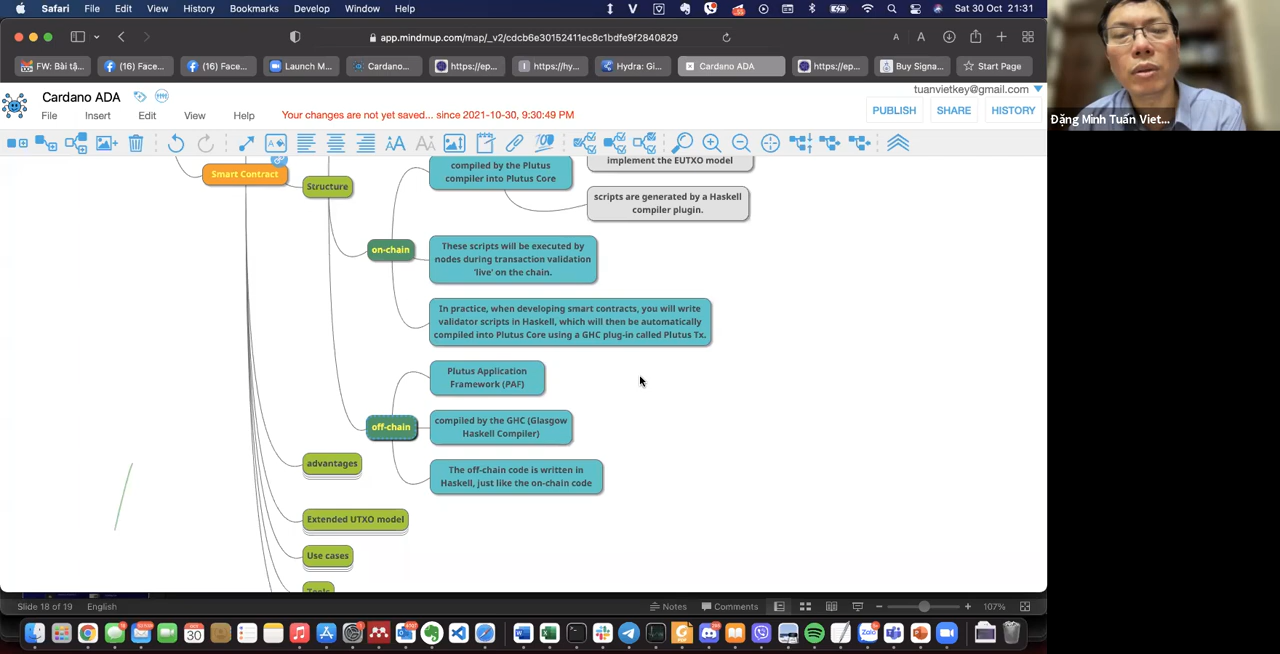 Safari File Edit View History Bookmarks Develop Window Help
Sat 30 Oct 21:31
app.mindmup.com/map/_v2/cdcb6e30152411ec8c1bdfe9f2840829
FW: Bài tậ...
(16) Face...
(16) Face...
Launch M...
Cardano...
https://ep...
https://hy...
Hydra: Gi...
Cardano ADA
https://ep...
Buy Signa...
Start Page
Cardano ADA
tuanvietkey@gmail.com
File Insert Edit View Help
Your changes are not yet saved... since 2021-10-30, 9:30:49 PM
PUBLISH SHARE HISTORY
Đặng Minh Tuấn Viet...
Smart Contract
Structure
compiled by the Plutus
compiler into Plutus Core
implement the EUTXO model
scripts are generated by a Haskell
compiler plugin.
on-chain
These scripts will be executed by
nodes during transaction validation
'live' on the chain.
In practice, when developing smart contracts, you will write
validator scripts in Haskell, which will then be automatically
compiled into Plutus Core using a GHC plug-in called Plutus Tx.
Plutus Application
Framework (PAF)
off-chain
compiled by the GHC (Glasgow
Haskell Compiler)
The off-chain code is written in
Haskell, just like the on-chain code
advantages
Extended UTXO model
Use cases
Tools
Slide 18 of 19 English
Notes Comments 107%